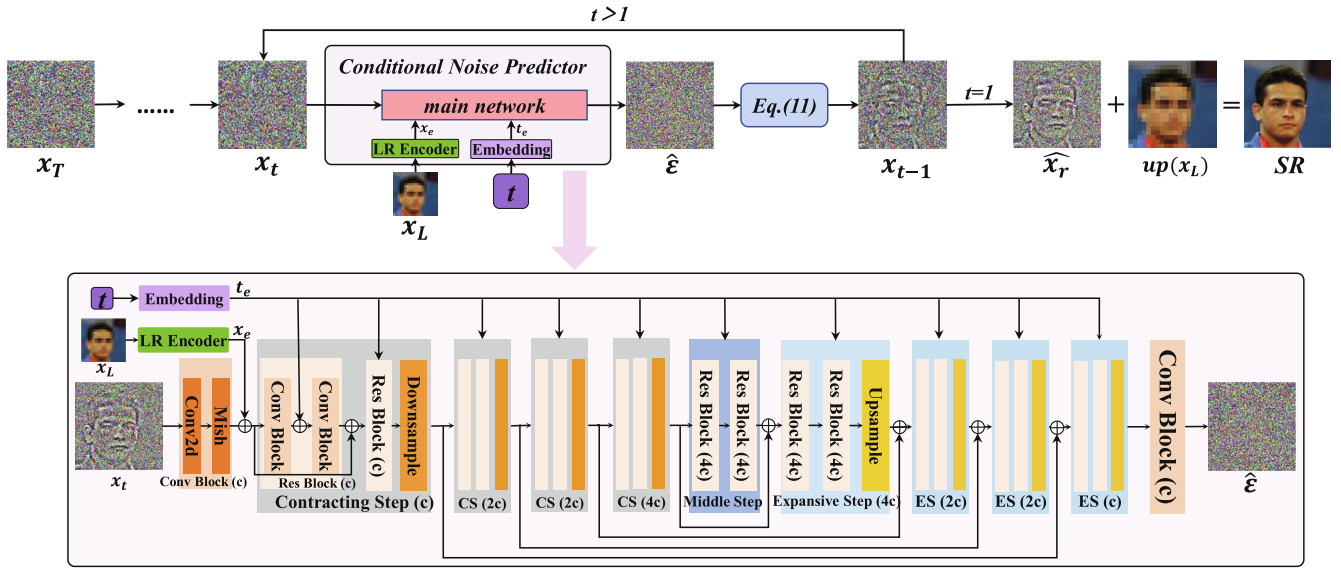 t > 1
Conditional Noise Predictor
main network
x_e
t_e
LR Encoder
Embedding
......
Eq.(11)
t=1
+
=
x_T
x_t
x_L
t
ε̂
x_{t-1}
\widehat{x_r}
up(x_L)
SR
t
Embedding
t_e
LR Encoder
x_e
x_L
x_t
Conv2d
Mish
Conv Block (c)
Conv Block
Conv Block
Res Block (c)
Res Block (c)
Downsample
Contracting Step (c)
CS (2c)
CS (2c)
CS (4c)
Res Block (4c)
Res Block (4c)
Middle Step
Res Block (4c)
Res Block (4c)
Upsample
Expansive Step (4c)
ES (2c)
ES (2c)
ES (c)
Conv Block (c)
ε̂